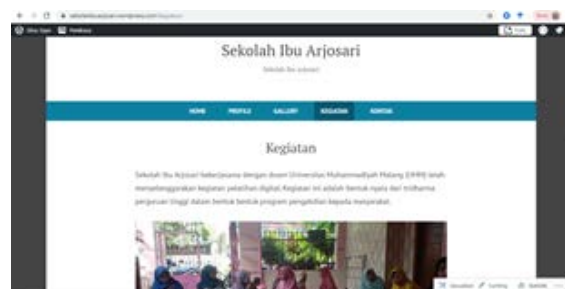 Sekolah Ibu Arjosari
Sekolah Ibu Arjosari
HOME PROFILE GALLERY KEGIATAN KONTAK
Kegiatan
Sekolah Ibu Arjosari bekerjasama dengan dosen Universitas Muhammadiyah Malang (UMM) telah
menyelenggarakan kegiatan pelatihan digital. Kegiatan ini adalah bentuk nyata dari tridharma
perguruan tinggi dalam bentuk bentuk program pengabdian kepada masyarakat.